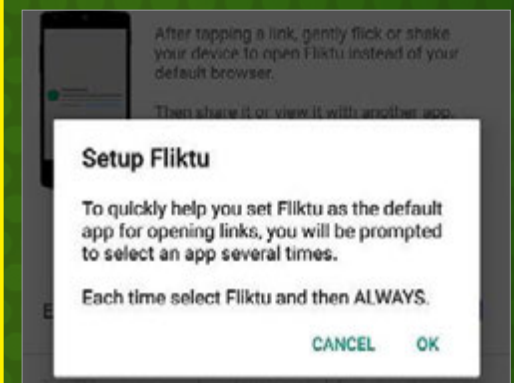 After tapping a link, gently flick or shake
your device to open Fliktu instead of your
default browser.
Then share it or view it with another app.
Setup Fliktu
To quickly help you set Fliktu as the default
app for opening links, you will be prompted
to select an app several times.
Each time select Fliktu and then ALWAYS.
CANCEL OK